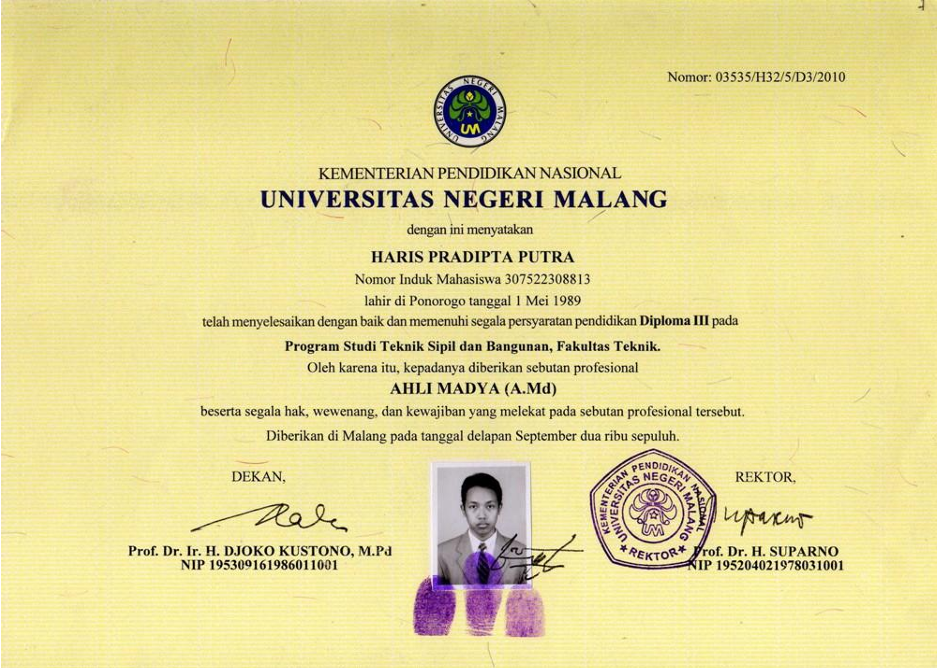 Nomor: 03535/H32/5/D3/2010
UNIVERSITAS NEGERI MALANG
UM
KEMENTERIAN PENDIDIKAN NASIONAL
UNIVERSITAS NEGERI MALANG
dengan ini menyatakan
HARIS PRADIPTA PUTRA
Nomor Induk Mahasiswa 307522308813
lahir di Ponorogo tanggal 1 Mei 1989
telah menyelesaikan dengan baik dan memenuhi segala persyaratan pendidikan Diploma III pada
Program Studi Teknik Sipil dan Bangunan, Fakultas Teknik.
Oleh karena itu, kepadanya diberikan sebutan profesional
AHLI MADYA (A.Md)
beserta segala hak, wewenang, dan kewajiban yang melekat pada sebutan profesional tersebut.
Diberikan di Malang pada tanggal delapan September dua ribu sepuluh.
DEKAN,
Prof. Dr. Ir. H. DJOKO KUSTONO, M.Pd
NIP 195309161986011001
KEMENTERIAN PENDIDIKAN NASIONAL
UNIVERSITAS NEGERI MALANG
UM
★ REKTOR ★
REKTOR,
Prof. Dr. H. SUPARNO
NIP 195204021978031001